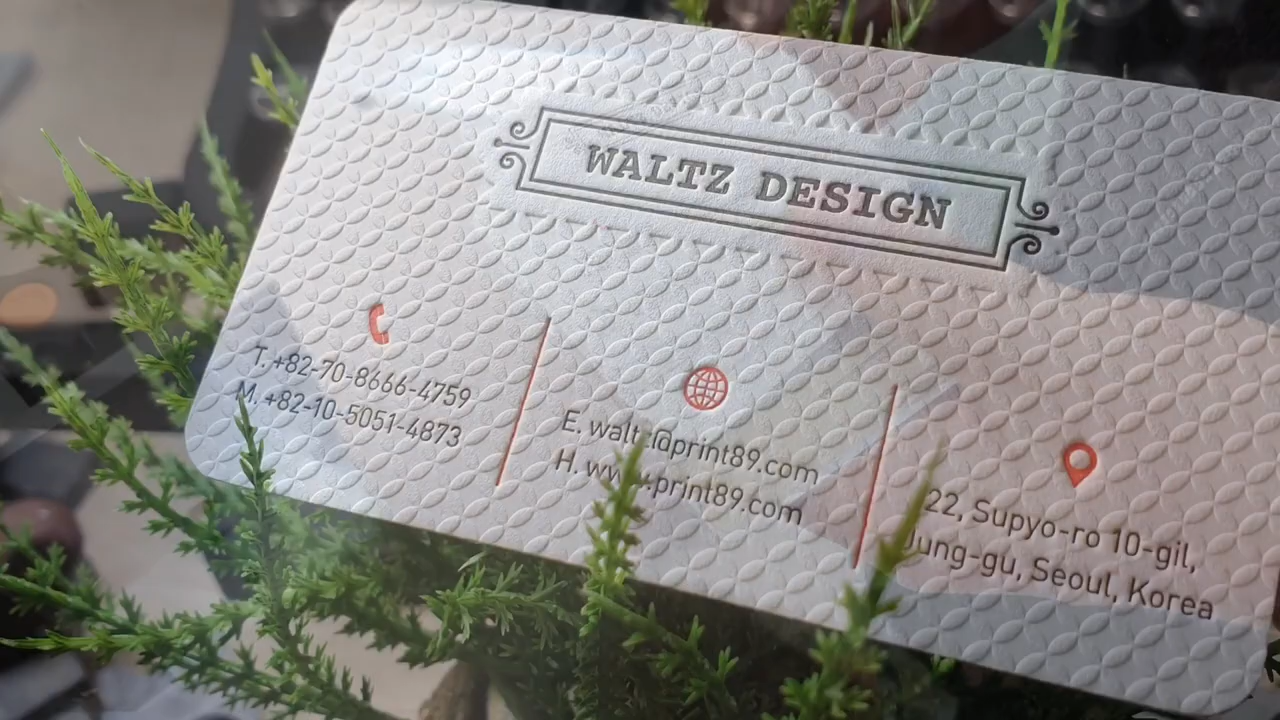 WALTZ DESIGN
T. +82-70-8666-4759
M. +82-10-5051-4873
E. waltz@print89.com
H. www.print89.com
22, Supyo-ro 10-gil,
Jung-gu, Seoul, Korea